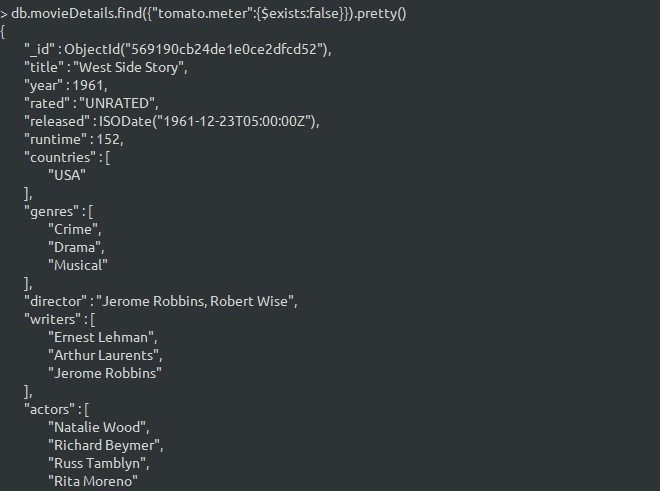 > db.movieDetails.find({"tomato.meter":{$exists:false}}).pretty()
{
"_id" : ObjectId("569190cb24de1e0ce2dfcd52"),
"title" : "West Side Story",
"year" : 1961,
"rated" : "UNRATED",
"released" : ISODate("1961-12-23T05:00:00Z"),
"runtime" : 152,
"countries" : [
"USA"
],
"genres" : [
"Crime",
"Drama",
"Musical"
],
"director" : "Jerome Robbins, Robert Wise",
"writers" : [
"Ernest Lehman",
"Arthur Laurents",
"Jerome Robbins"
],
"actors" : [
"Natalie Wood",
"Richard Beymer",
"Russ Tamblyn",
"Rita Moreno"